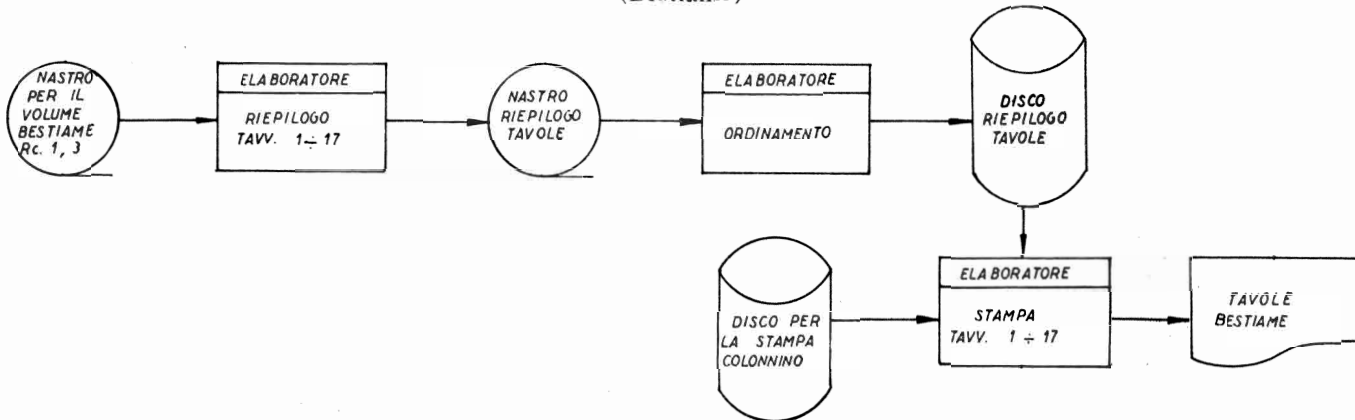 NASTRO
PER IL
VOLUME
BESTIAME
Rc. 1, 3
ELABORATORE
RIEPILOGO
TAVV. 1 ÷ 17
NASTRO
RIEPILOGO
TAVOLE
ELABORATORE
ORDINAMENTO
DISCO
RIEPILOGO
TAVOLE
DISCO PER
LA STAMPA
COLONNINO
ELABORATORE
STAMPA
TAVV. 1 ÷ 17
TAVOLE
BESTIAME